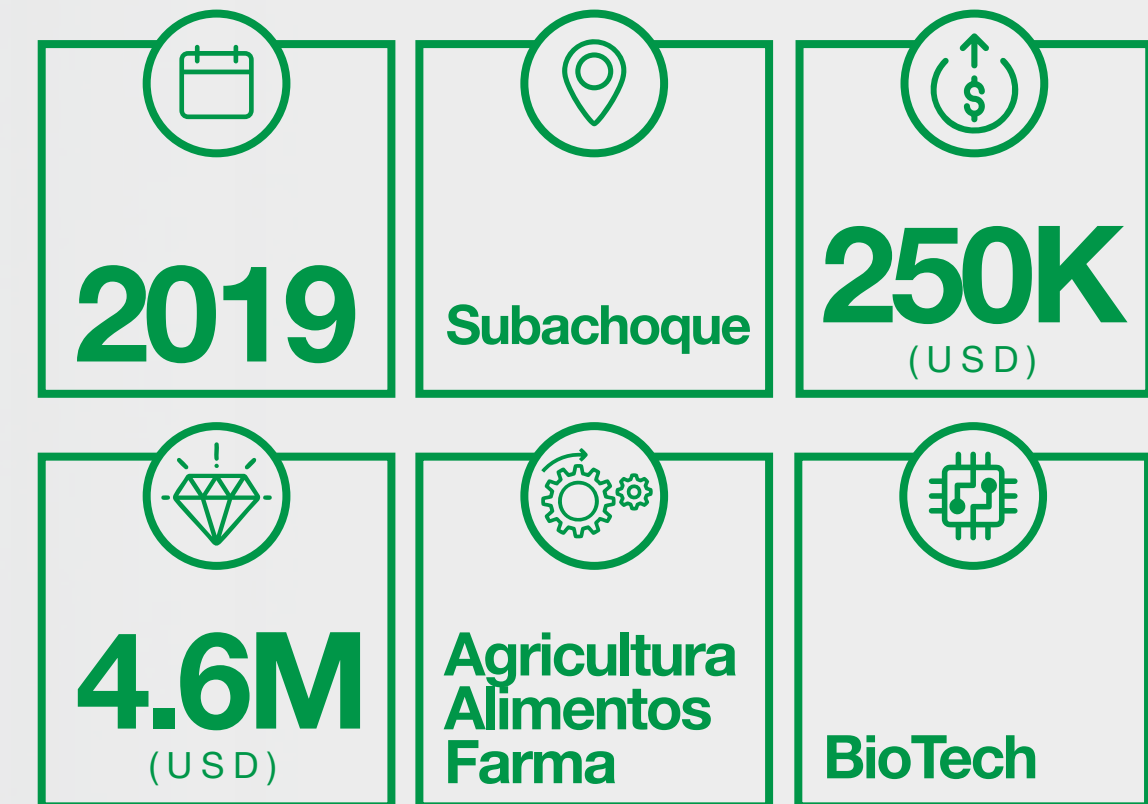 2019
Subachoque
250K
(USD)
4.6M
(USD)
Agricultura
Alimentos
Farma
BioTech